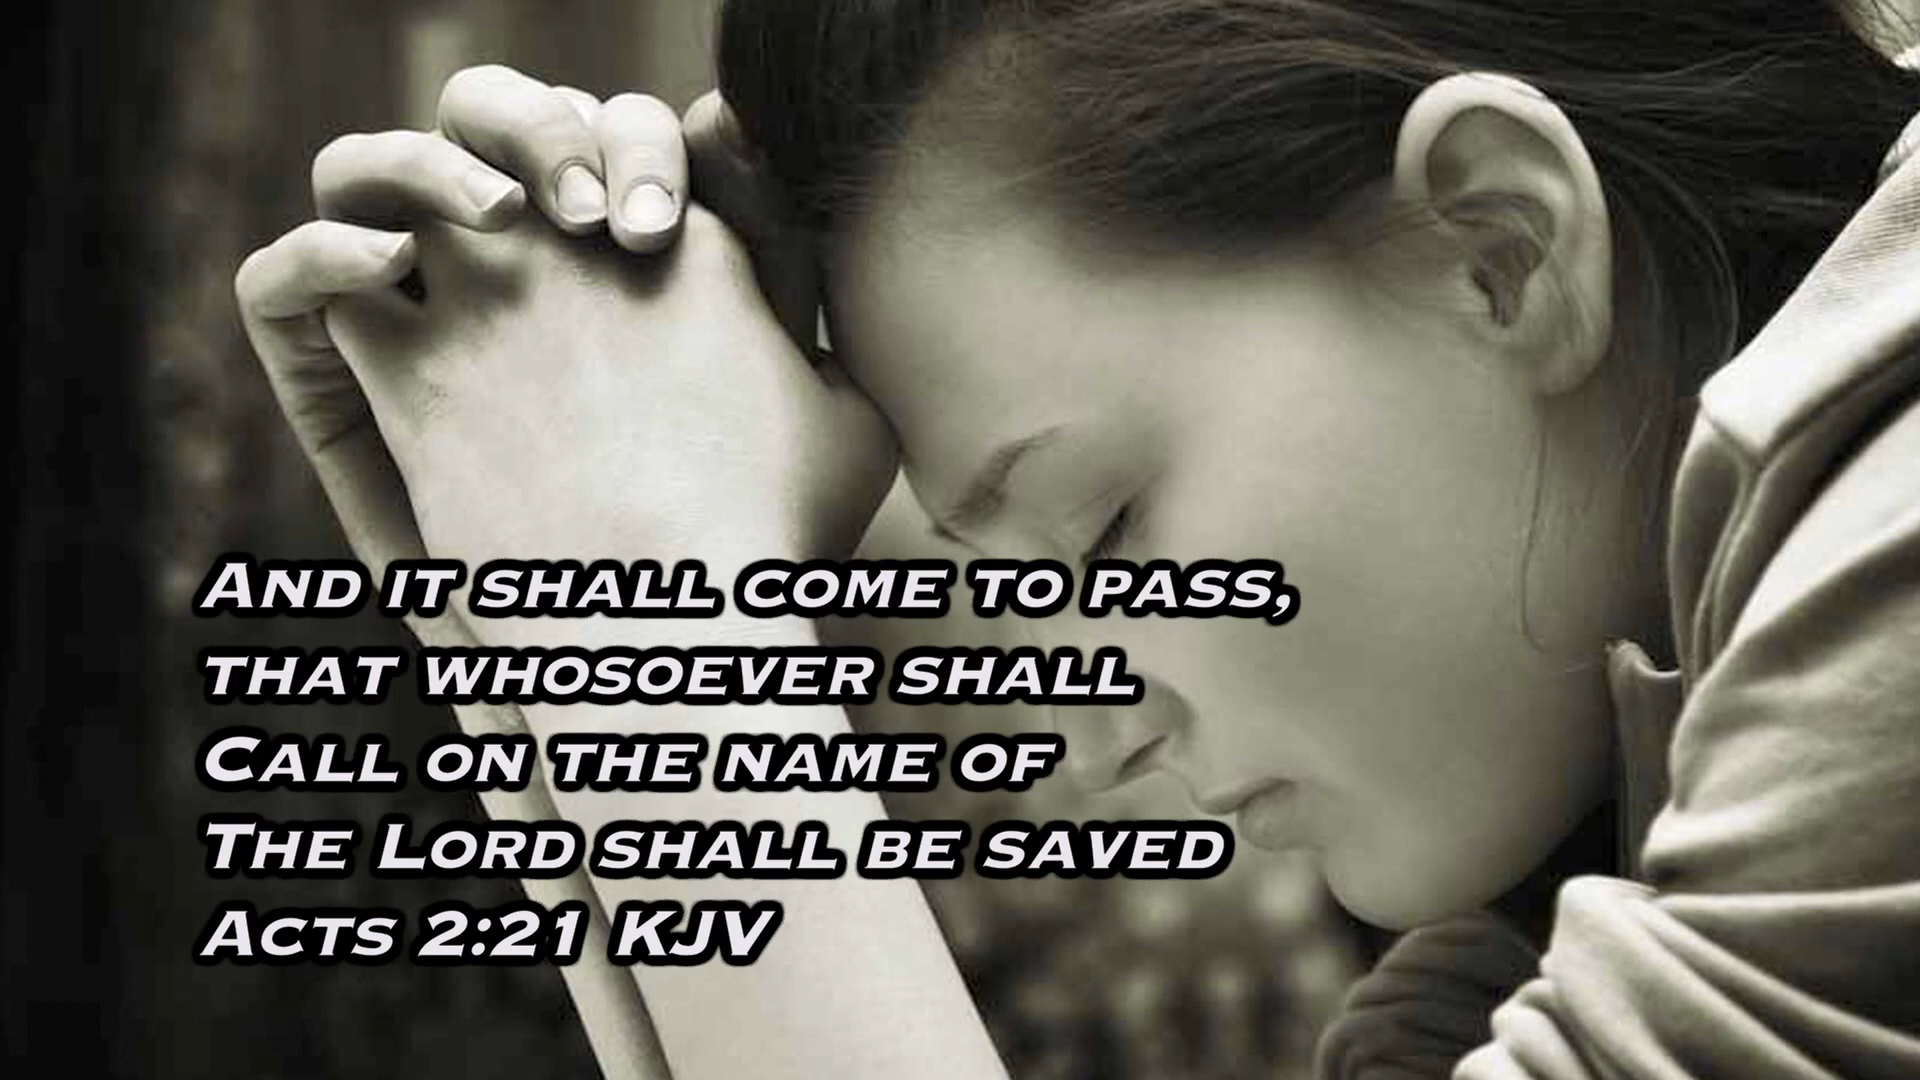 And it shall come to pass,
that whosoever shall
Call on the name of
The Lord shall be saved
Acts 2:21 KJV